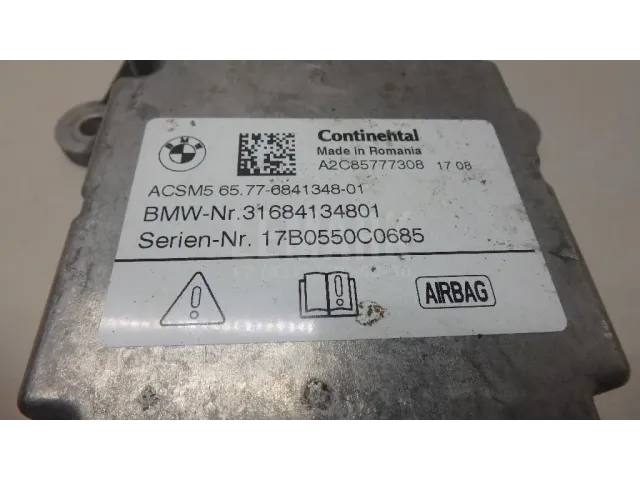 BMW
Continental
Made in Romania
A2C85777308 17 08
ACSM5 65.77-6841348-01
BMW-Nr.31684134801
Serien-Nr. 17B0550C0685
AIRBAG